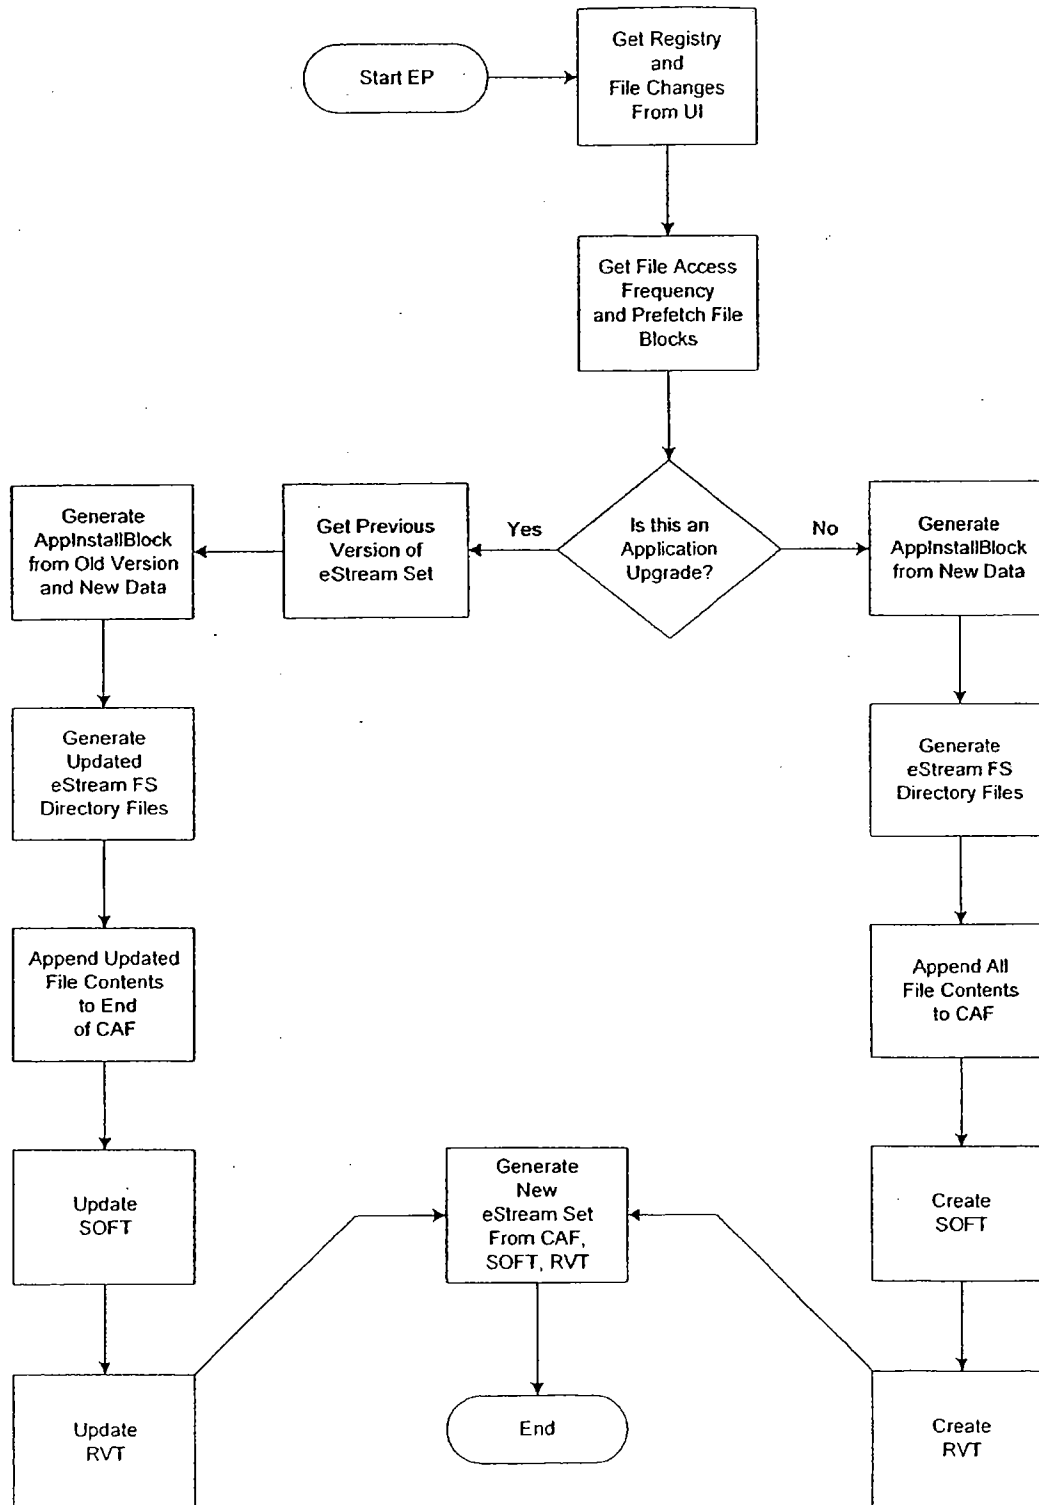 Start EP
Get Registry
and
File Changes
From UI
Get File Access
Frequency
and Prefetch File
Blocks
Is this an
Application
Upgrade?
Yes
No
Get Previous
Version of
eStream Set
Generate
AppInstallBlock
from Old Version
and New Data
Generate
Updated
eStream FS
Directory Files
Append Updated
File Contents
to End
of CAF
Update
SOFT
Update
RVT
Generate
AppInstallBlock
from New Data
Generate
eStream FS
Directory Files
Append All
File Contents
to CAF
Create
SOFT
Create
RVT
Generate
New
eStream Set
From CAF,
SOFT, RVT
End